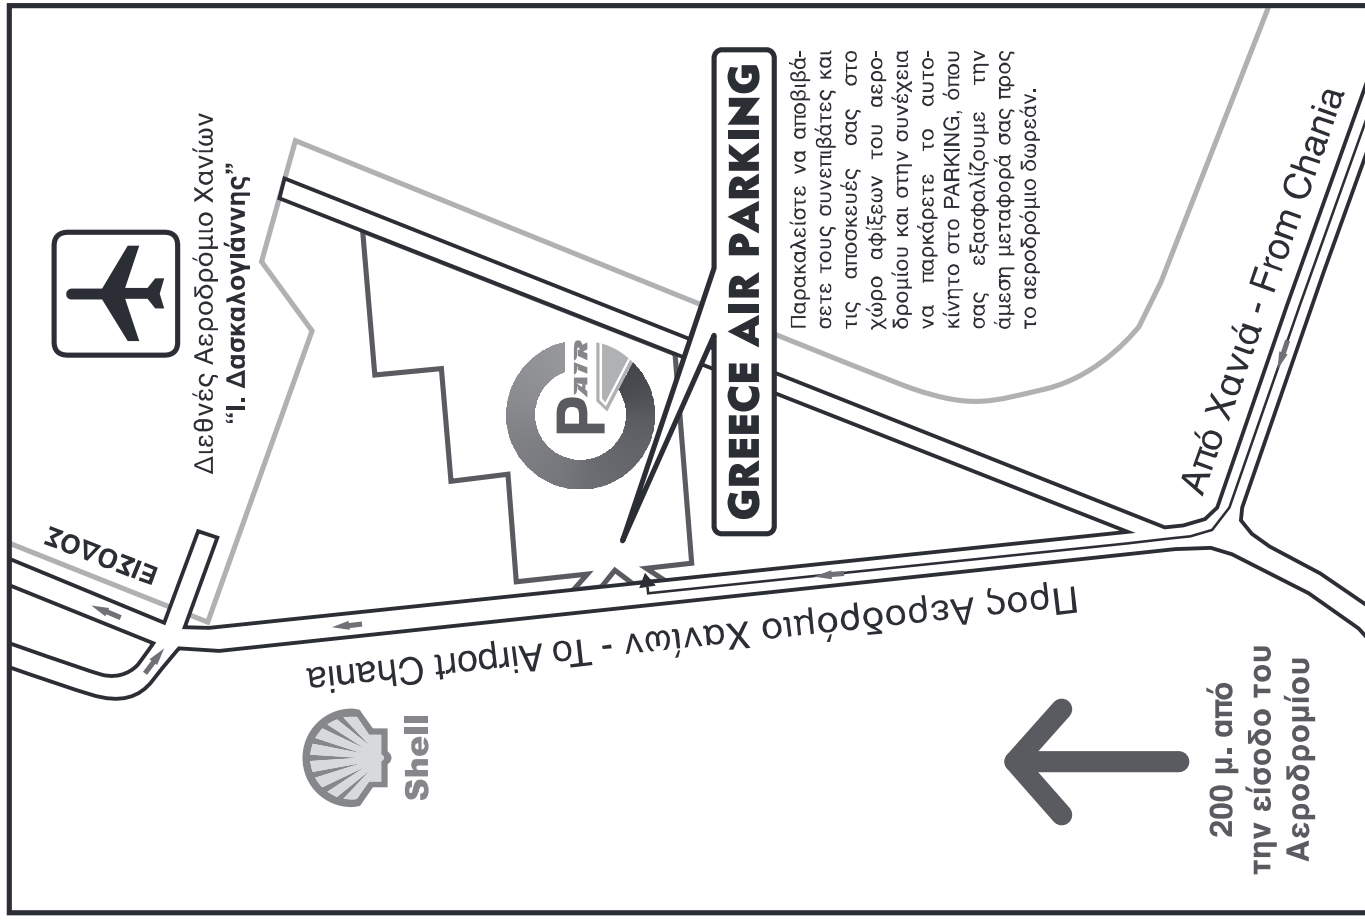 Διεθνές Αεροδρόμιο Χανίων
“Ι. Δασκαλογιάννης”
ΕΙΣΟΔΟΣ
PAIR
GREECE AIR PARKING
Παρακαλείστε να αποβιβά-
σετε τους συνεπιβάτες και
τις αποσκευές σας στο
χώρο αφίξεων του αερο-
δρομίου και στην συνέχεια
να παρκάρετε το αυτο-
κίνητο στο PARKING, όπου
σας εξασφαλίζουμε την
άμεση μεταφορά σας προς
το αεροδρόμιο δωρεάν.
Από Χανιά - From Chania
Προς Αεροδρόμιο Χανίων - To Airport Chania
Shell
200 μ. από
την είσοδο του
Αεροδρομίου